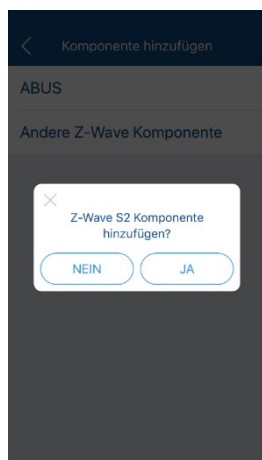 Komponente hinzufügen
ABUS
Andere Z-Wave Komponente
Z-Wave S2 Komponente
hinzufügen?
NEIN JA